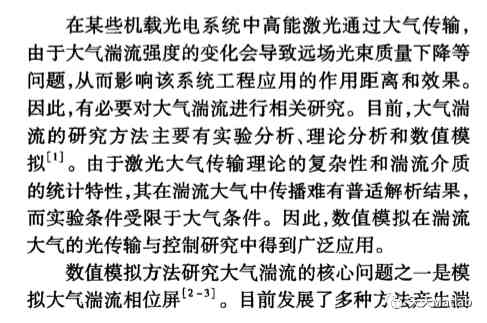 在某些机载光电系统中高能激光通过大气传输,
由于大气湍流强度的变化会导致远场光束质量下降等
问题,从而影响该系统工程应用的作用距离和效果。
因此,有必要对大气湍流进行相关研究。目前,大气湍
流的研究方法主要有实验分析、理论分析和数值模
拟[1]。由于激光大气传输理论的复杂性和湍流介质
的统计特性,其在湍流大气中传播难有普适解析结果,
而实验条件受限于大气条件。因此,数值模拟在湍流
大气的光传输与控制研究中得到广泛应用。
数值模拟方法研究大气湍流的核心问题之一是模
拟大气湍流相位屏[2-3]。目前发展了多种方法产生湍